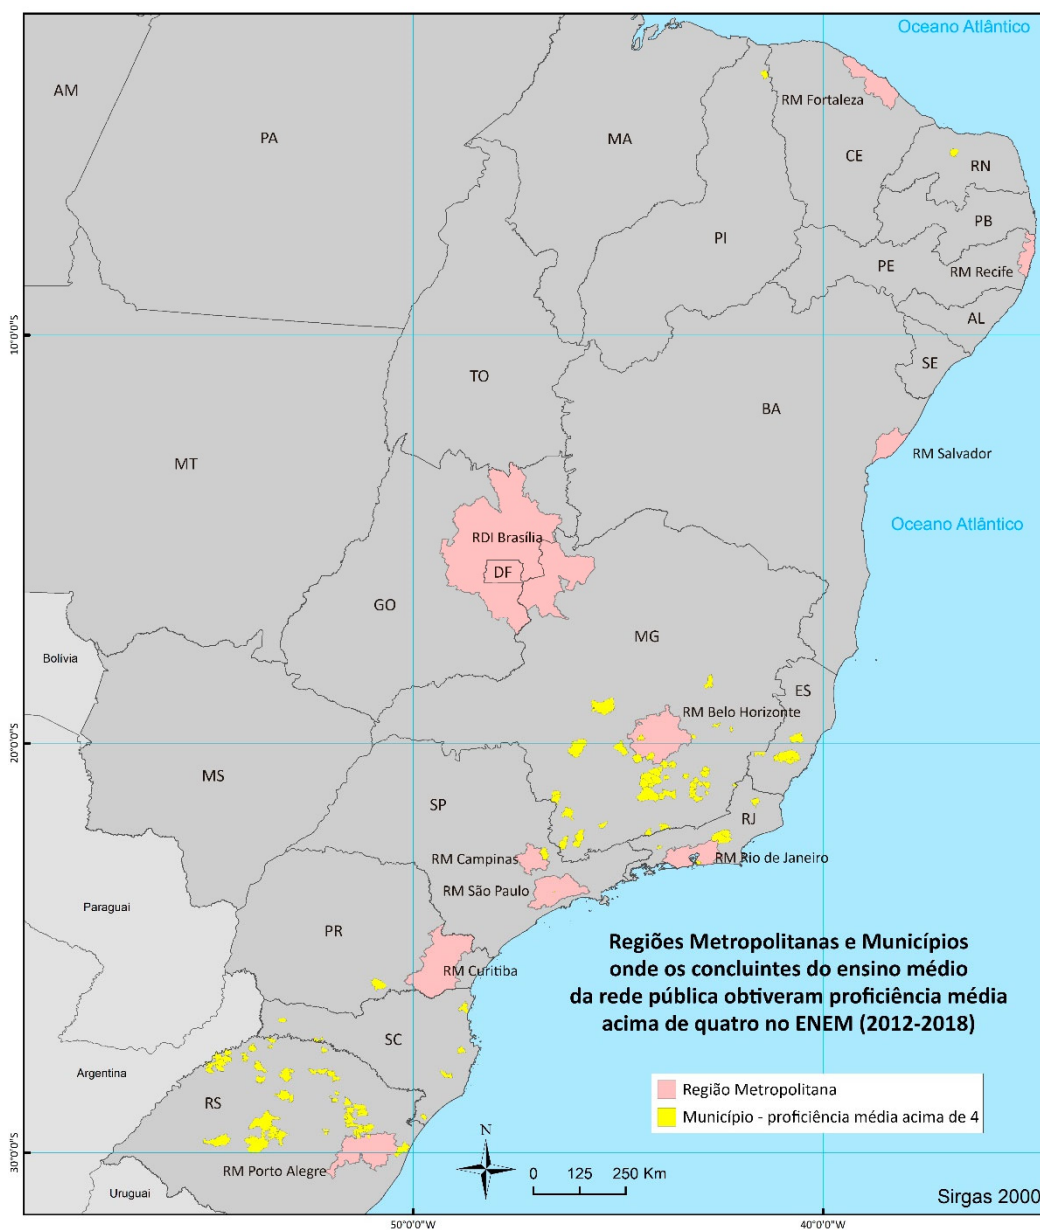 Oceano Atlântico
AM
PA
MA
RM Fortaleza
CE
RN
PI
PB
PE
RM Recife
AL
10°0'0"S
SE
TO
BA
MT
RM Salvador
Oceano Atlântico
RDI Brasília
DF
GO
MG
Bolívia
ES
RM Belo Horizonte
20°0'0"S
MS
SP
RJ
RM Campinas
RM Rio de Janeiro
RM São Paulo
Paraguai
PR
RM Curitiba
Regiões Metropolitanas e Municípios
onde os concluintes do ensino médio
da rede pública obtiveram proficiência média
acima de quatro no ENEM (2012-2018)
SC
Argentina
Região Metropolitana
RS
Município - proficiência média acima de 4
N
30°0'0"S
RM Porto Alegre
0 125 250 Km
Uruguai
Sirgas 2000
50°0'0"W
40°0'0"W